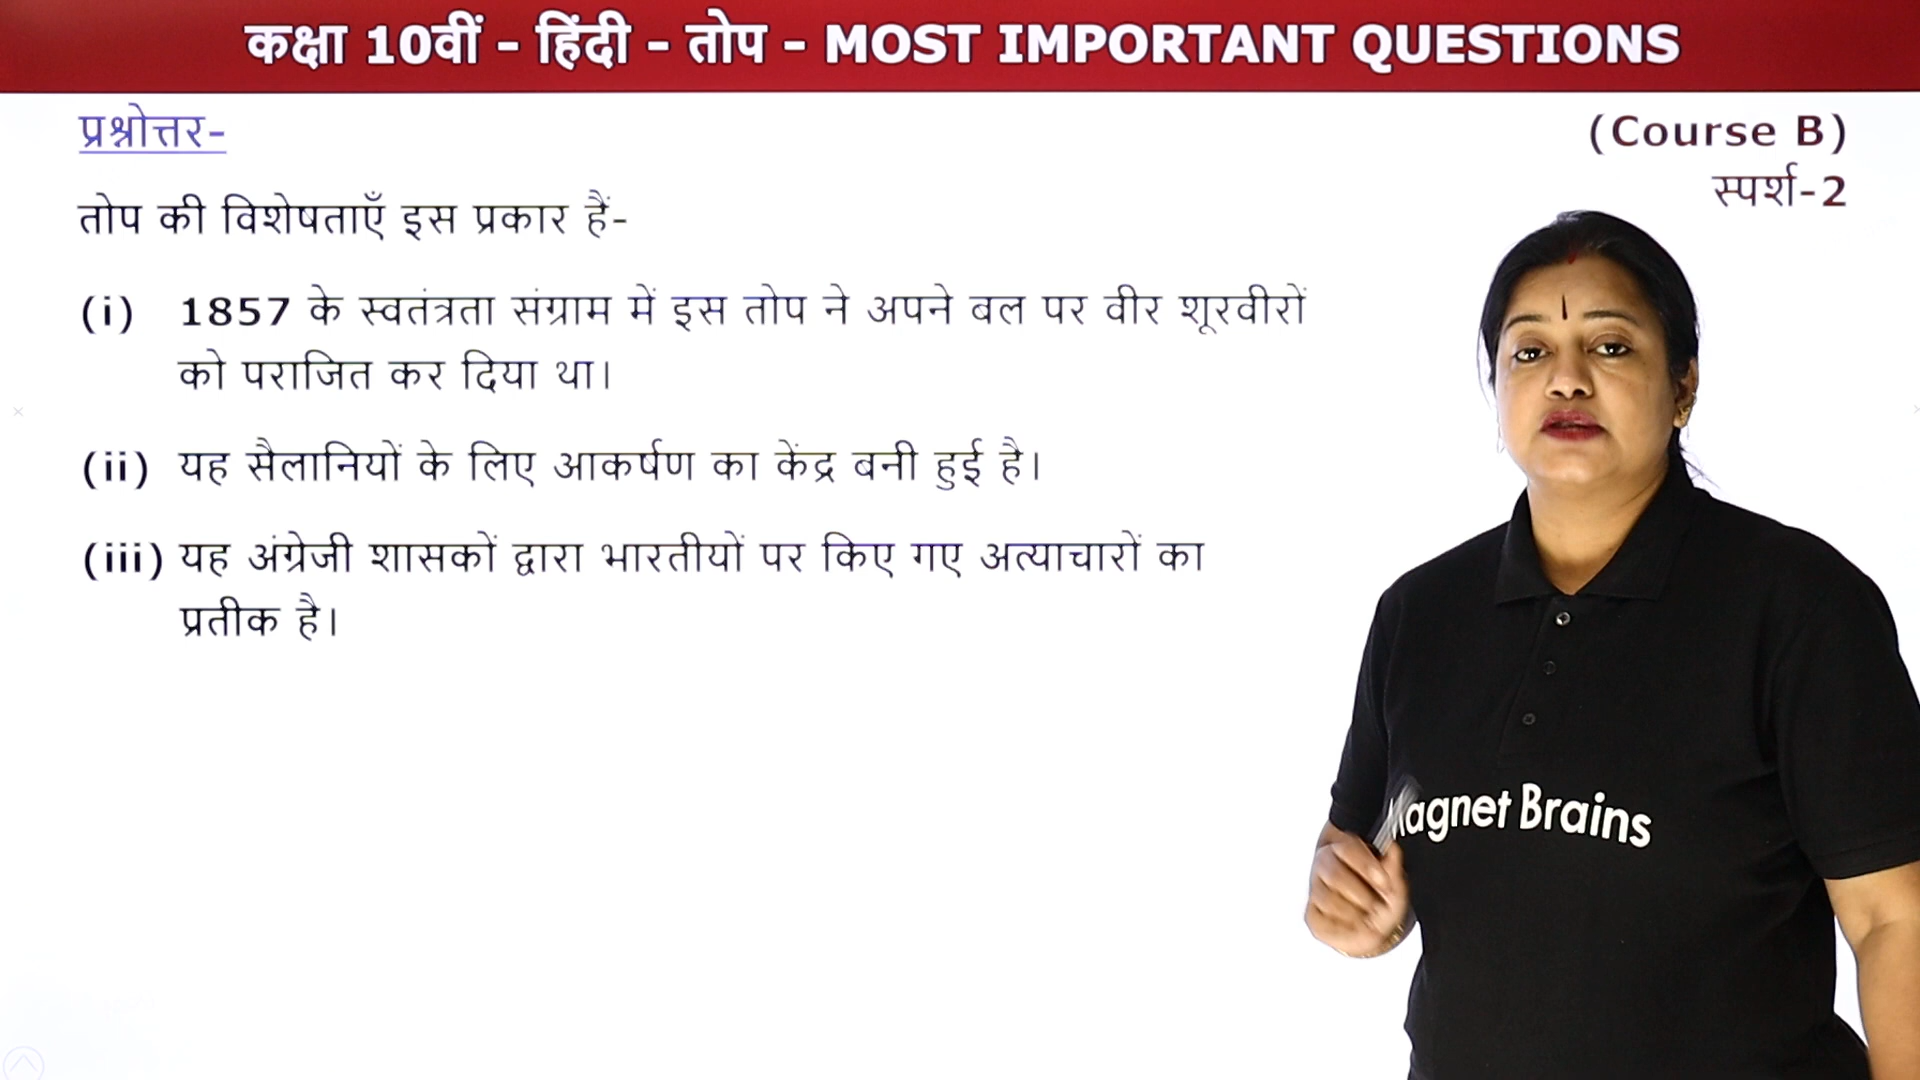 कक्षा 10वीं – हिंदी – तोप – MOST IMPORTANT QUESTIONS
प्रश्नोत्तर-
(Course B)
स्पर्श-2
तोप की विशेषताएँ इस प्रकार हैं-
(i) 1857 के स्वतंत्रता संग्राम में इस तोप ने अपने बल पर वीर शूरवीरों
को पराजित कर दिया था।
(ii) यह सैलानियों के लिए आकर्षण का केंद्र बनी हुई है।
(iii) यह अंग्रेजी शासकों द्वारा भारतीयों पर किए गए अत्याचारों का
प्रतीक है।
Magnet Brains